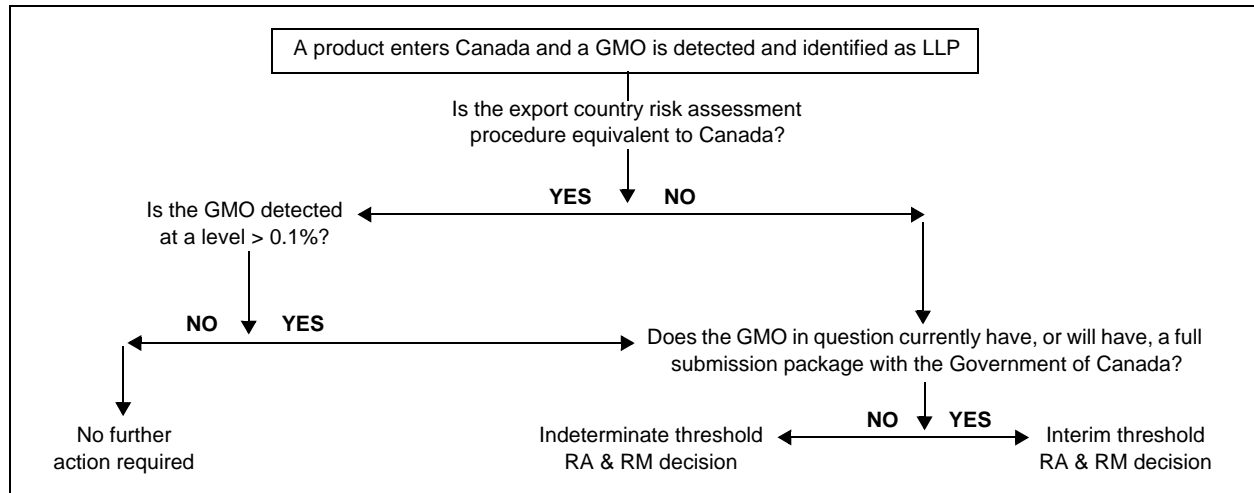 A product enters Canada and a GMO is detected and identified as LLP
Is the export country risk assessment
procedure equivalent to Canada?
YES NO
Is the GMO detected
at a level > 0.1%?
NO YES
Does the GMO in question currently have, or will have, a full
submission package with the Government of Canada?
NO YES
No further
action required
Indeterminate threshold
RA & RM decision
Interim threshold
RA & RM decision